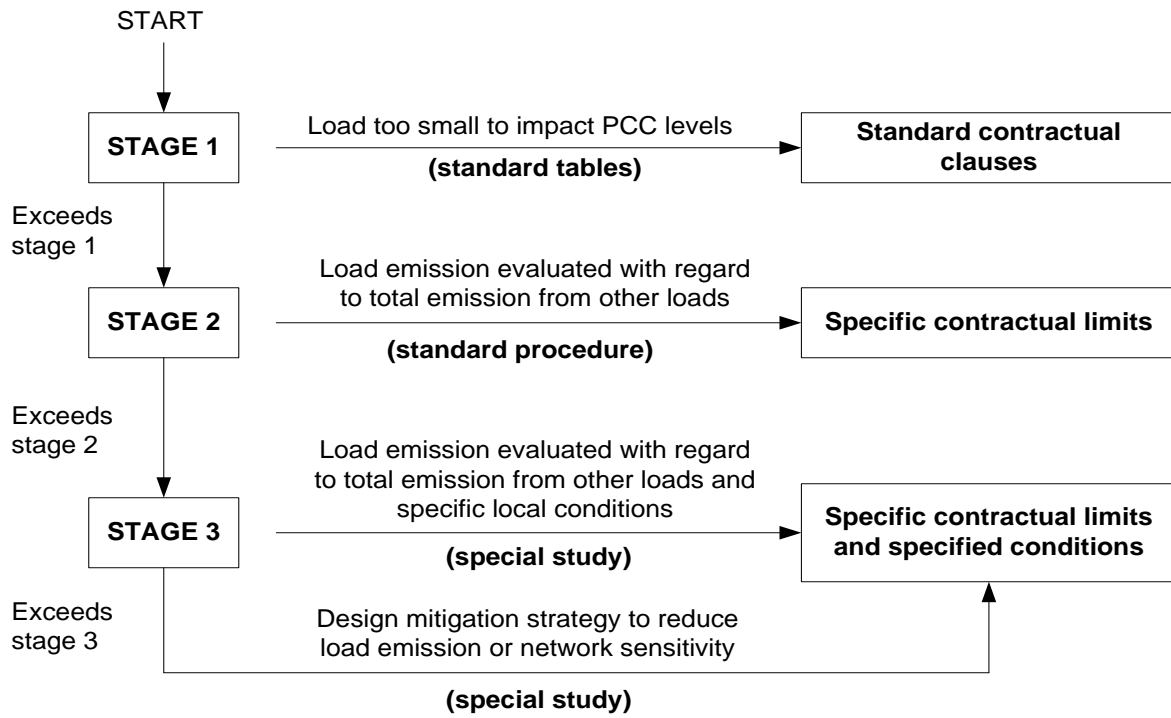 START
STAGE 1
Load too small to impact PCC levels
(standard tables)
Standard contractual
clauses
Exceeds
stage 1
STAGE 2
Load emission evaluated with regard
to total emission from other loads
(standard procedure)
Specific contractual limits
Exceeds
stage 2
STAGE 3
Load emission evaluated with regard
to total emission from other loads and
specific local conditions
(special study)
Specific contractual limits
and specified conditions
Exceeds
stage 3
Design mitigation strategy to reduce
load emission or network sensitivity
(special study)